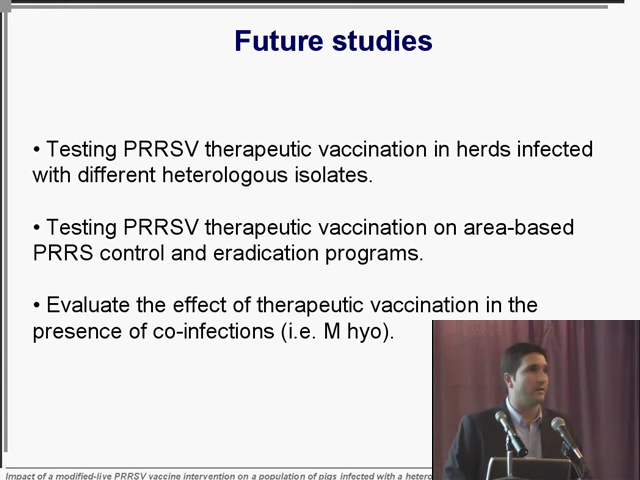 Future studies
• Testing PRRSV therapeutic vaccination in herds infected
with different heterologous isolates.
• Testing PRRSV therapeutic vaccination on area-based
PRRS control and eradication programs.
• Evaluate the effect of therapeutic vaccination in the
presence of co-infections (i.e. M hyo).
Impact of a modified-live PRRSV vaccine intervention on a population of pigs infected with a